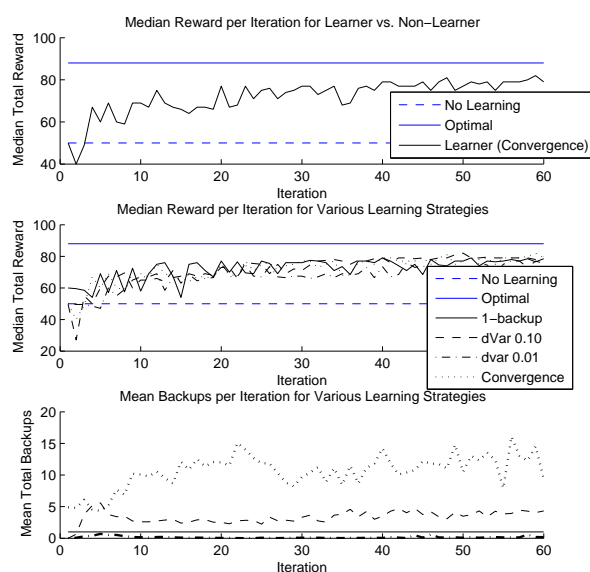 Median Reward per Iteration for Learner vs. Non−Learner
Median Total Reward
100
80
60
40
0
10
20
30
40
50
60
Iteration
No Learning
Optimal
Learner (Convergence)
Median Reward per Iteration for Various Learning Strategies
Median Total Reward
100
80
60
40
20
0
10
20
30
40
50
60
Iteration
No Learning
Optimal
1−backup
dVar 0.10
dvar 0.01
Convergence
Mean Backups per Iteration for Various Learning Strategies
Mean Total Backups
20
15
10
5
0
0
10
20
30
40
50
60
Iteration